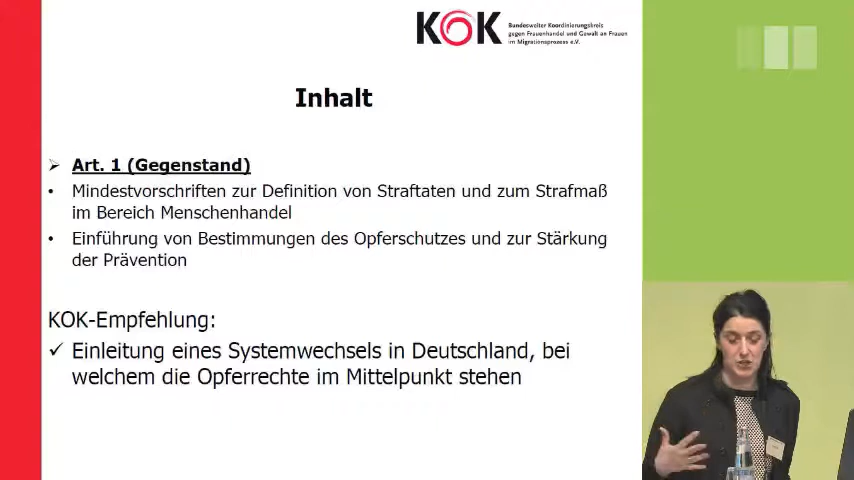 KOK
Bundesweiter Koordinierungskreis
gegen Frauenhandel und Gewalt an Frauen
im Migrationsprozess e.V.
Inhalt
➢ Art. 1 (Gegenstand)
• Mindestvorschriften zur Definition von Straftaten und zum Strafmaß
im Bereich Menschenhandel
• Einführung von Bestimmungen des Opferschutzes und zur Stärkung
der Prävention
KOK-Empfehlung:
✓ Einleitung eines Systemwechsels in Deutschland, bei
welchem die Opferrechte im Mittelpunkt stehen